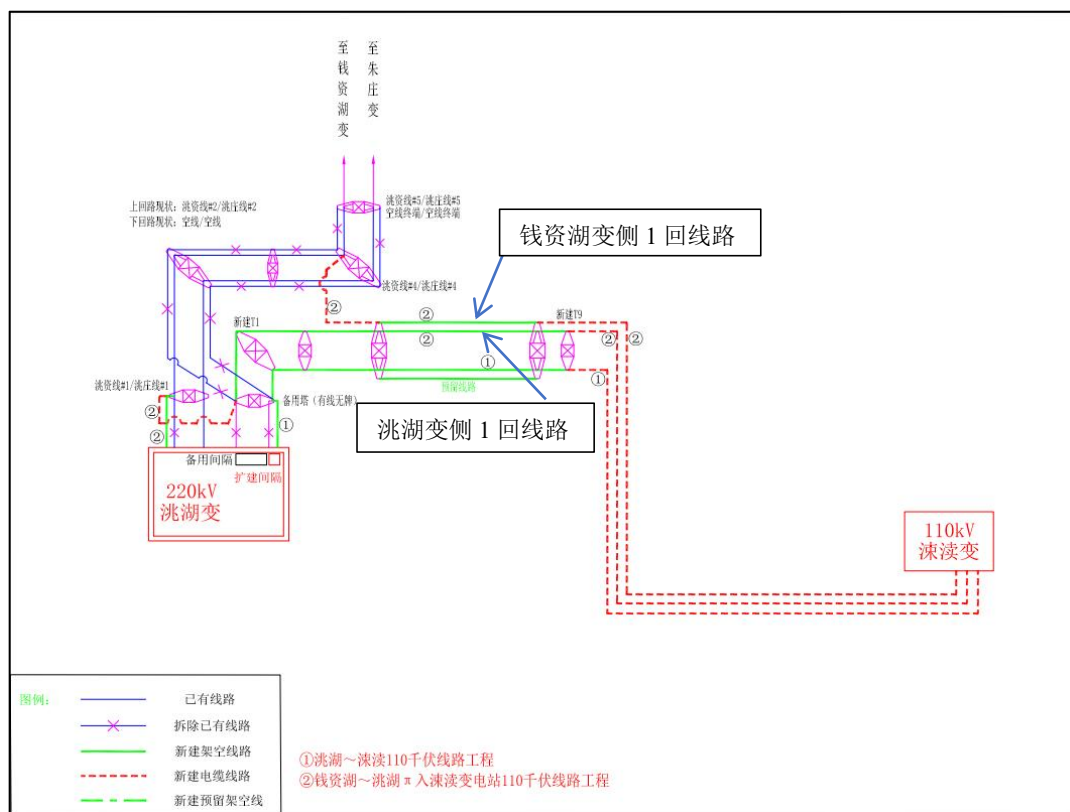 至钱资湖变
至朱庄变
上回路现状：洮资线#2/洮庄线#2
下回路现状：空线/空线
洮资线#5/洮庄线#5
空线终端/空线终端
钱资湖变侧 1 回线路
洮资线#4/洮庄线#4
②
②
新建T1
新建T9
②
②
②
①
预留线路
①
洮资线#1/洮庄线#1
②
②
备用塔（有线无牌）
①
洮湖变侧 1 回线路
备用间隔
扩建间隔
220kV
洮湖变
110kV
涑渎变
图例：
已有线路
拆除已有线路
新建架空线路
新建电缆线路
新建预留架空线
①洮湖～涑渎110千伏线路工程
②钱资湖～洮湖π入涑渎变电站110千伏线路工程